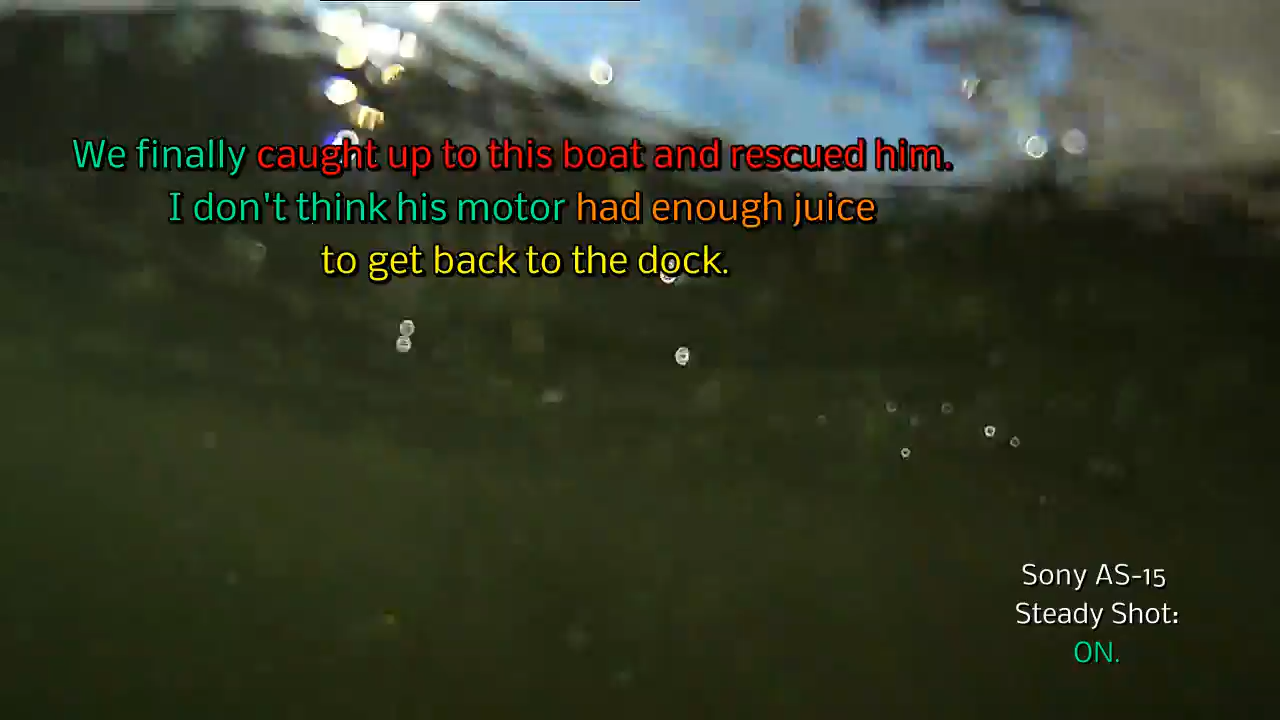 We finally caught up to this boat and rescued him.
I don't think his motor had enough juice
to get back to the dock.
Sony AS-15
Steady Shot:
ON.